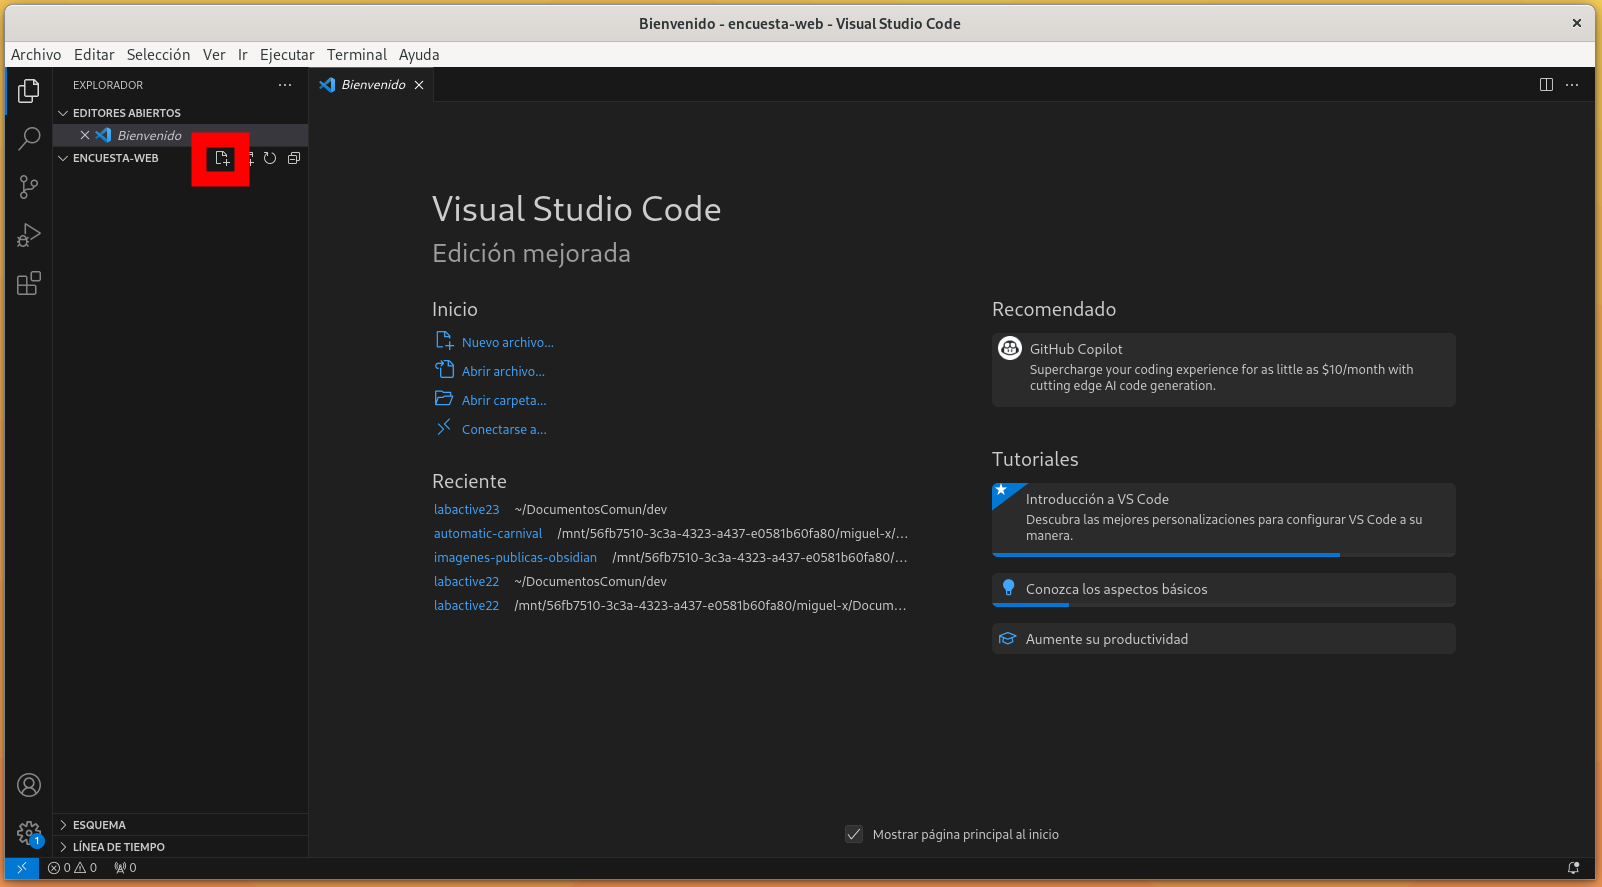 Bienvenido - encuesta-web - Visual Studio Code
Archivo Editar Selección Ver Ir Ejecutar Terminal Ayuda
EXPLORADOR
Bienvenido
EDITORES ABIERTOS
Bienvenido
ENCUESTA-WEB
Visual Studio Code
Edición mejorada
Inicio
Nuevo archivo...
Abrir archivo...
Abrir carpeta...
Conectarse a...
Reciente
labactive23 ~/DocumentosComun/dev
automatic-carnival /mnt/56fb7510-3c3a-4323-a437-e0581b60fa80/miguel-x/...
imagenes-publicas-obsidian /mnt/56fb7510-3c3a-4323-a437-e0581b60fa80/...
labactive22 ~/DocumentosComun/dev
labactive22 /mnt/56fb7510-3c3a-4323-a437-e0581b60fa80/miguel-x/Docum...
Recomendado
GitHub Copilot
Supercharge your coding experience for as little as $10/month with
cutting edge AI code generation.
Tutoriales
Introducción a VS Code
Descubra las mejores personalizaciones para configurar VS Code a su
manera.
Conozca los aspectos básicos
Aumente su productividad
Mostrar página principal al inicio
ESQUEMA
LÍNEA DE TIEMPO
1
0 0 0